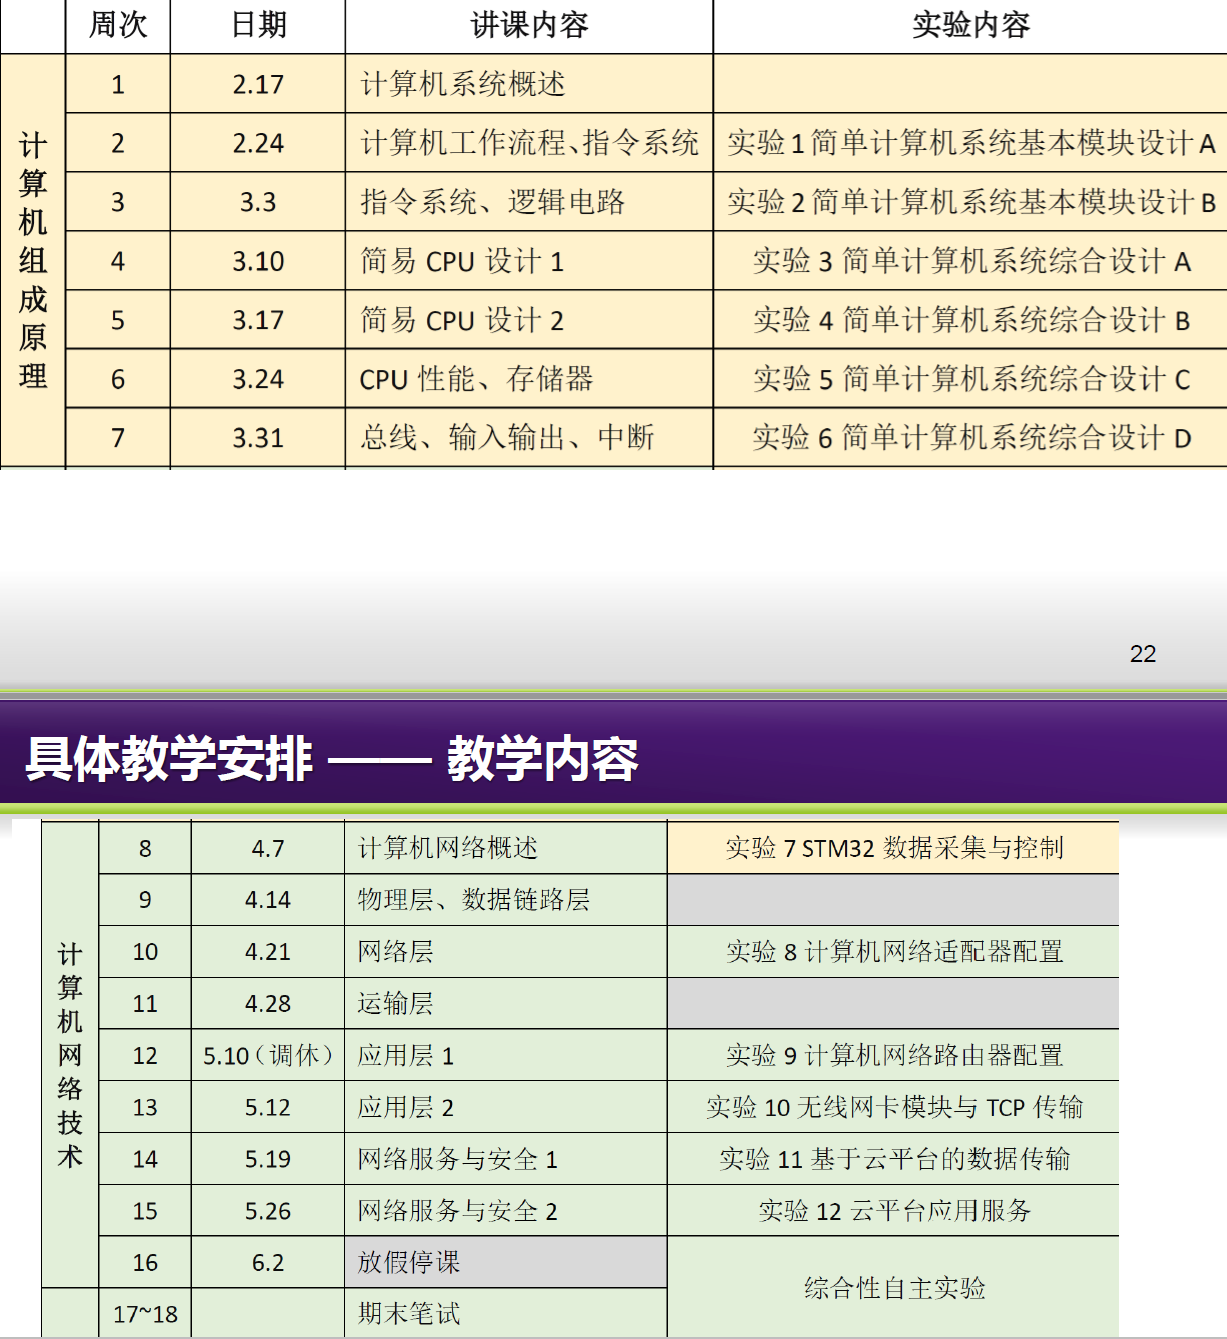 周次 日期 讲课内容 实验内容
计算机组成原理
1 2.17 计算机系统概述
2 2.24 计算机工作流程、指令系统 实验 1 简单计算机系统基本模块设计 A
3 3.3 指令系统、逻辑电路 实验 2 简单计算机系统基本模块设计 B
4 3.10 简易 CPU 设计 1 实验 3 简单计算机系统综合设计 A
5 3.17 简易 CPU 设计 2 实验 4 简单计算机系统综合设计 B
6 3.24 CPU 性能、存储器 实验 5 简单计算机系统综合设计 C
7 3.31 总线、输入输出、中断 实验 6 简单计算机系统综合设计 D
22
具体教学安排 —— 教学内容
计算机网络技术
8 4.7 计算机网络概述 实验 7 STM32 数据采集与控制
9 4.14 物理层、数据链路层
10 4.21 网络层 实验 8 计算机网络适配器配置
11 4.28 运输层
12 5.10（调休） 应用层 1 实验 9 计算机网络路由器配置
13 5.12 应用层 2 实验 10 无线网卡模块与 TCP 传输
14 5.19 网络服务与安全 1 实验 11 基于云平台的数据传输
15 5.26 网络服务与安全 2 实验 12 云平台应用服务
16 6.2 放假停课 综合性自主实验
17~18 期末笔试